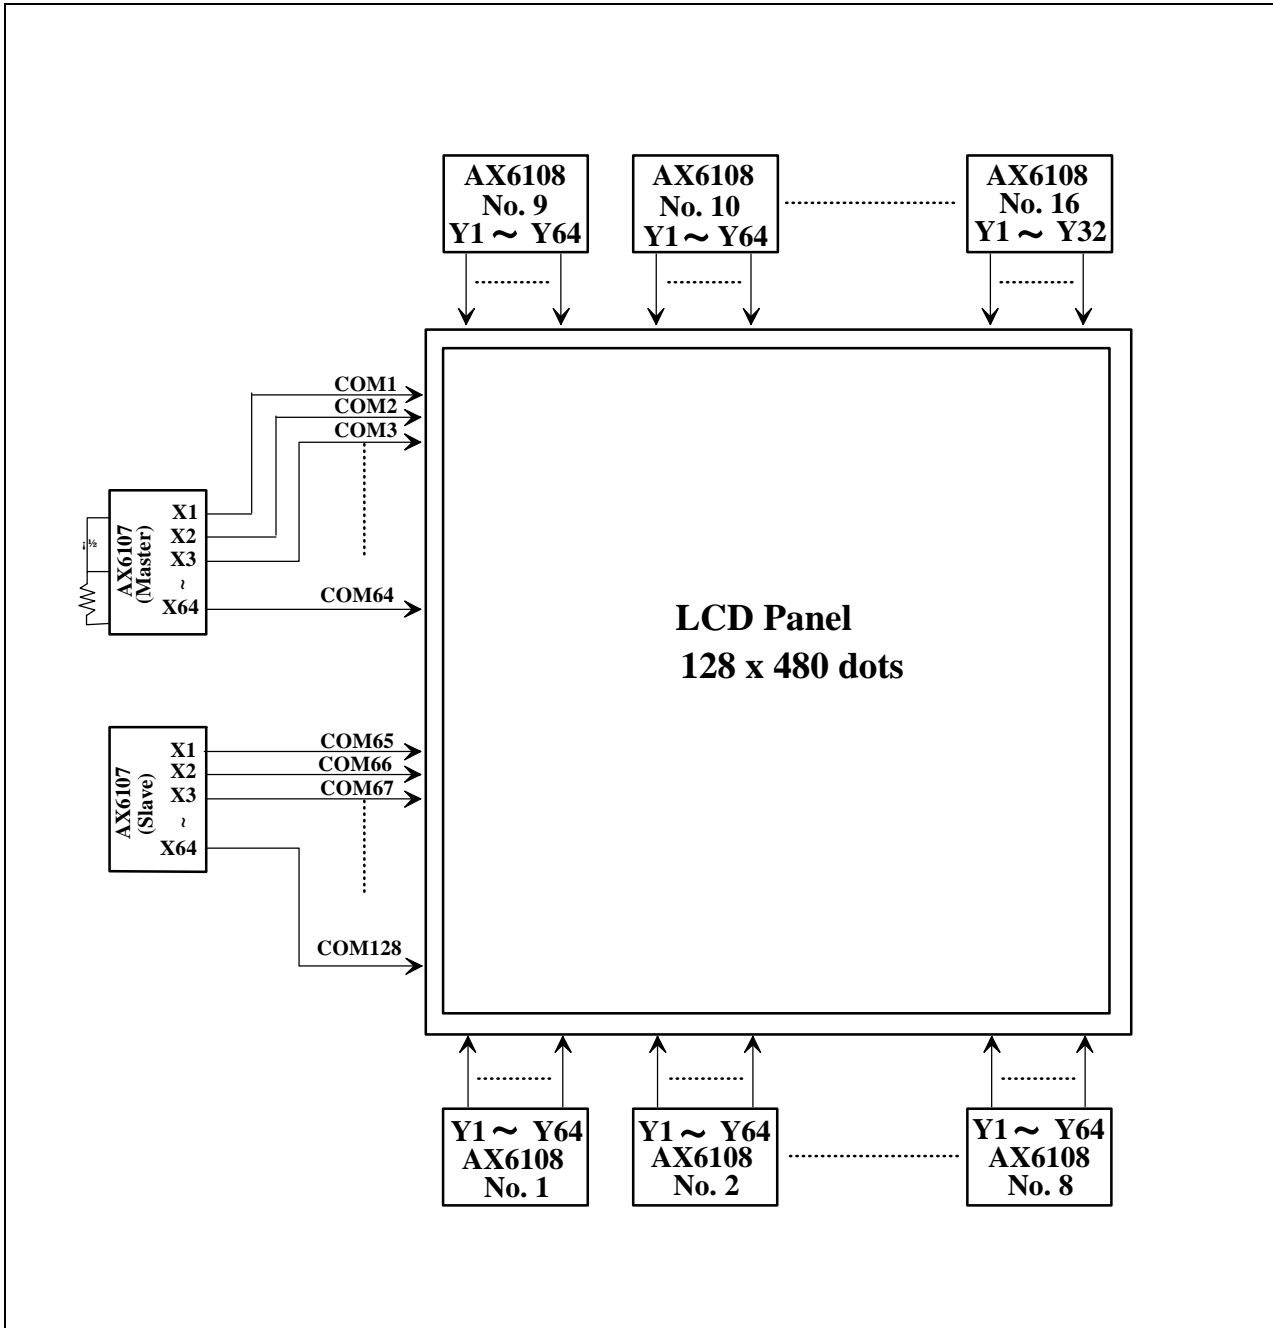 AX6108
No. 9
Y1 ~ Y64
AX6108
No. 10
Y1 ~ Y64
AX6108
No. 16
Y1 ~ Y32
COM1
COM2
COM3
COM64
AX6107
(Master)
X1
X2
X3
~
X64
¡½
LCD Panel
128 x 480 dots
COM65
COM66
COM67
COM128
AX6107
(Slave)
X1
X2
X3
~
X64
Y1 ~ Y64
AX6108
No. 1
Y1 ~ Y64
AX6108
No. 2
Y1 ~ Y64
AX6108
No. 8